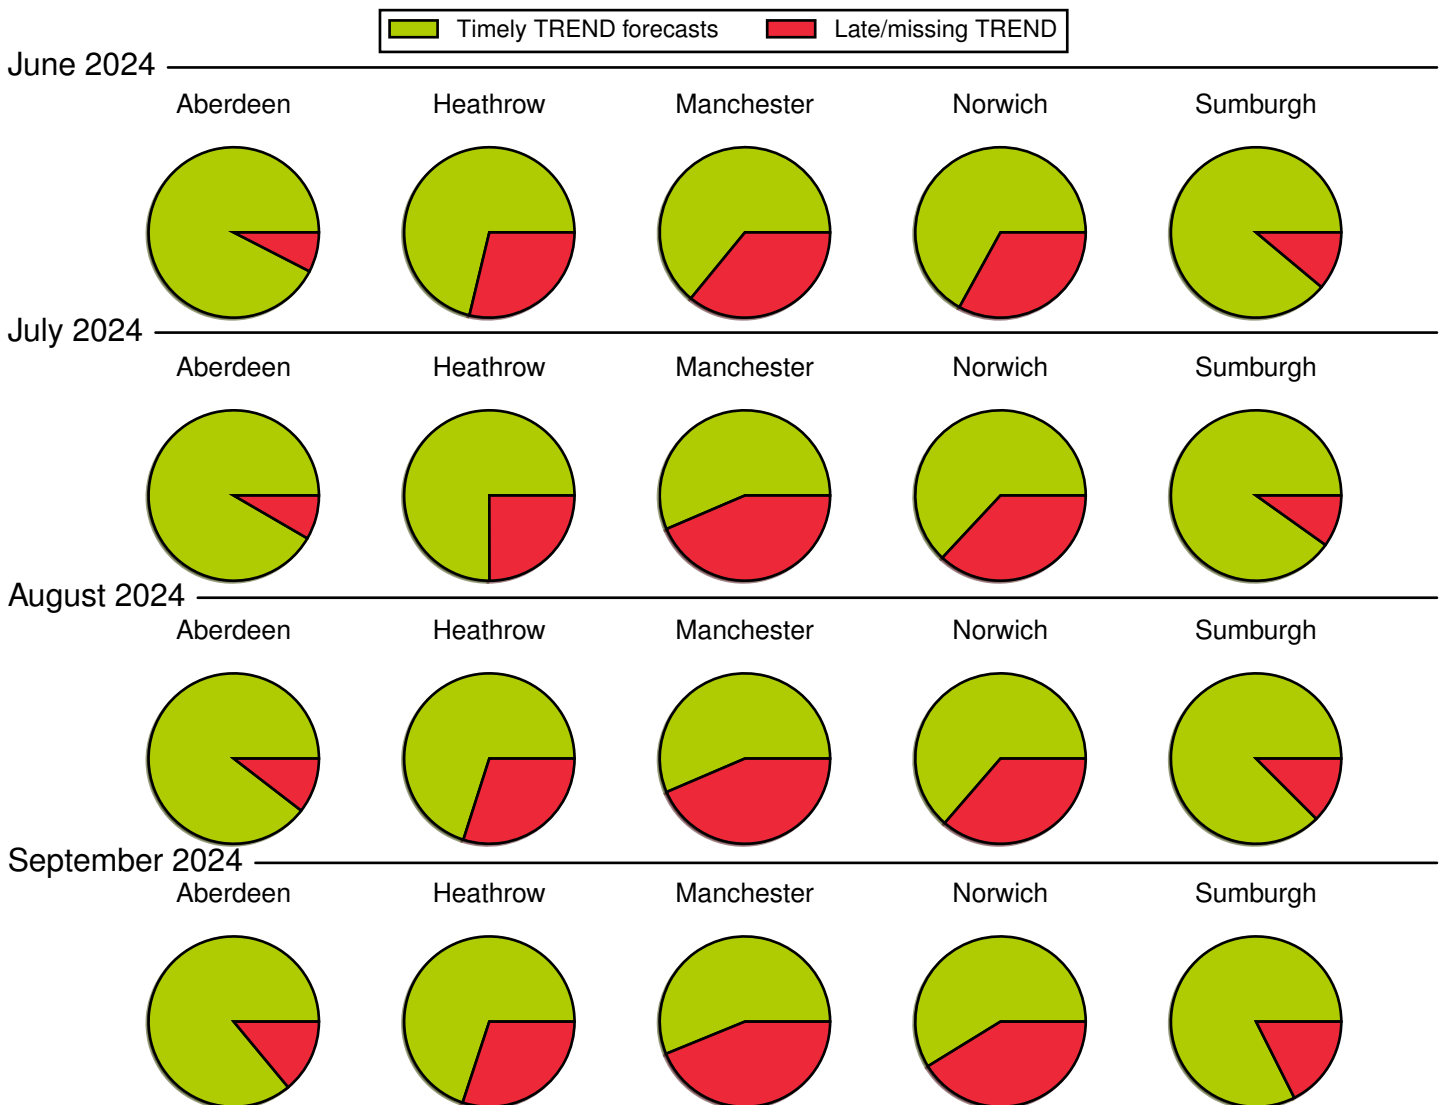 Timely TREND forecasts Late/missing TREND
June 2024
Aberdeen Heathrow Manchester Norwich Sumburgh
July 2024
Aberdeen Heathrow Manchester Norwich Sumburgh
August 2024
Aberdeen Heathrow Manchester Norwich Sumburgh
September 2024
Aberdeen Heathrow Manchester Norwich Sumburgh